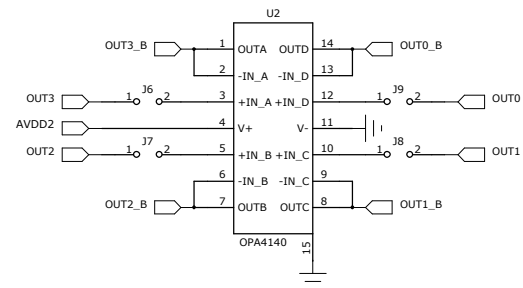 U2
OUT3_B 1 OUTA OUTD 14 OUT0_B
2 -IN_A -IN_D 13
OUT3 1 J6 2 3 +IN_A +IN_D 12 1 J9 2 OUT0
AVDD2 4 V+ V- 11
OUT2 1 J7 2 5 +IN_B +IN_C 10 1 J8 2 OUT1
6 -IN_B -IN_C 9
OUT2_B 7 OUTB OUTC 8 OUT1_B
OPA4140 15